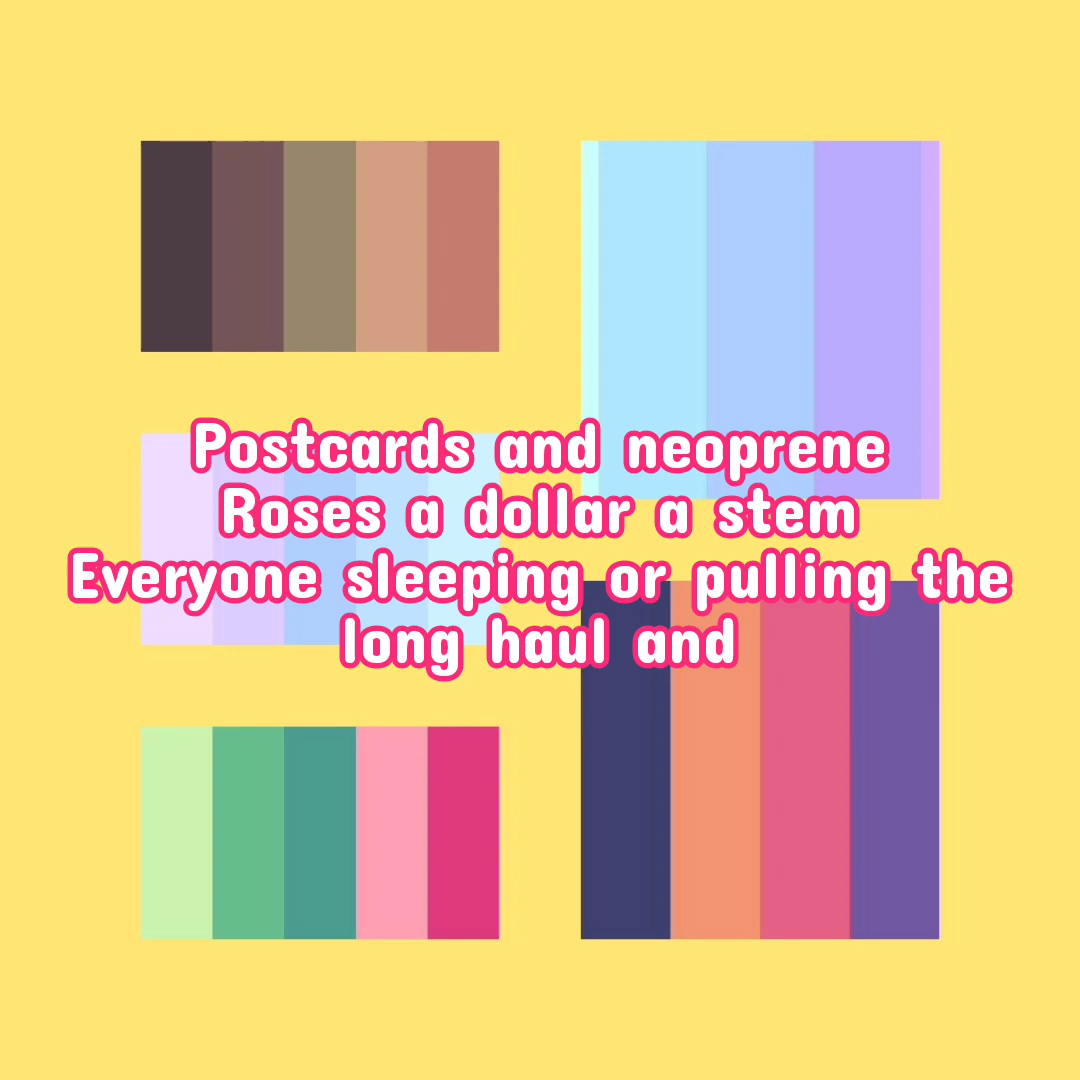 Postcards and neoprene
Roses a dollar a stem
Everyone sleeping or pulling the
long haul and